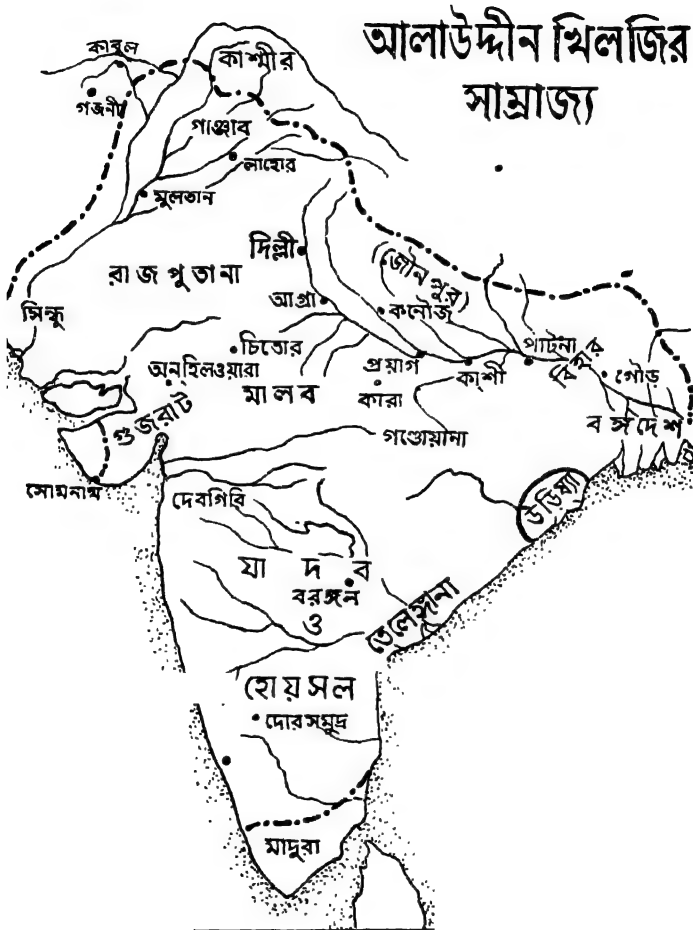 আলাউদ্দীন খিলজির
সাম্রাজ্য
কাবুল
কাশ্মীর
গজনী
পাঞ্জাব
লাহোর
মুলতান
দিল্লী
রাজপুতানা
(জৌনপুর)
আগ্রা
কনৌজ
সিন্ধু
চিতোর
পাটনা
বিহার
অনহিলওয়ারা
প্রয়াগ
কাশী
গৌড়
মালব
কারা
গুজরাট
বঙ্গদেশ
গণ্ডোয়ানা
সোমনাথ
দেবগিরি
উড়িষ্যা
যাদব
বরঙ্গল
ও
তেলেঙ্গানা
হোয়সল
দোরসমুদ্র
মাদুরা